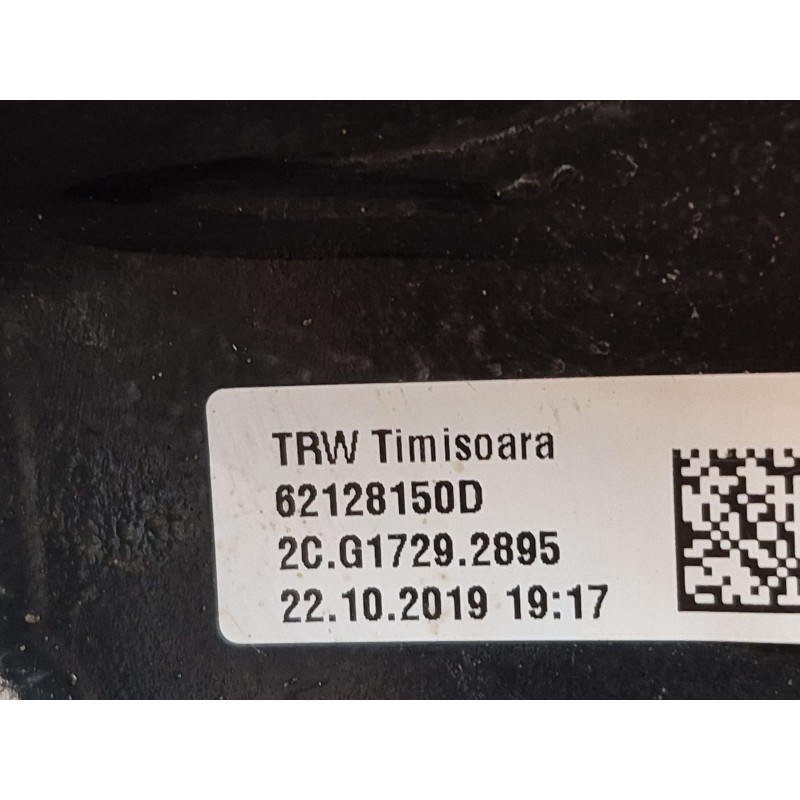 TRW Timisoara
62128150D
2C.G1729.2895
22.10.2019 19:17